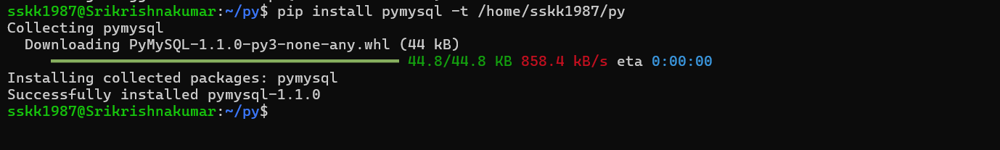 sskk1987@Srikrishnakumar:~/py$ pip install pymysql -t /home/sskk1987/py
Collecting pymysql
Downloading PyMySQL-1.1.0-py3-none-any.whl (44 kB)
44.8/44.8 KB 858.4 kB/s eta 0:00:00
Installing collected packages: pymysql
Successfully installed pymysql-1.1.0
sskk1987@Srikrishnakumar:~/py$